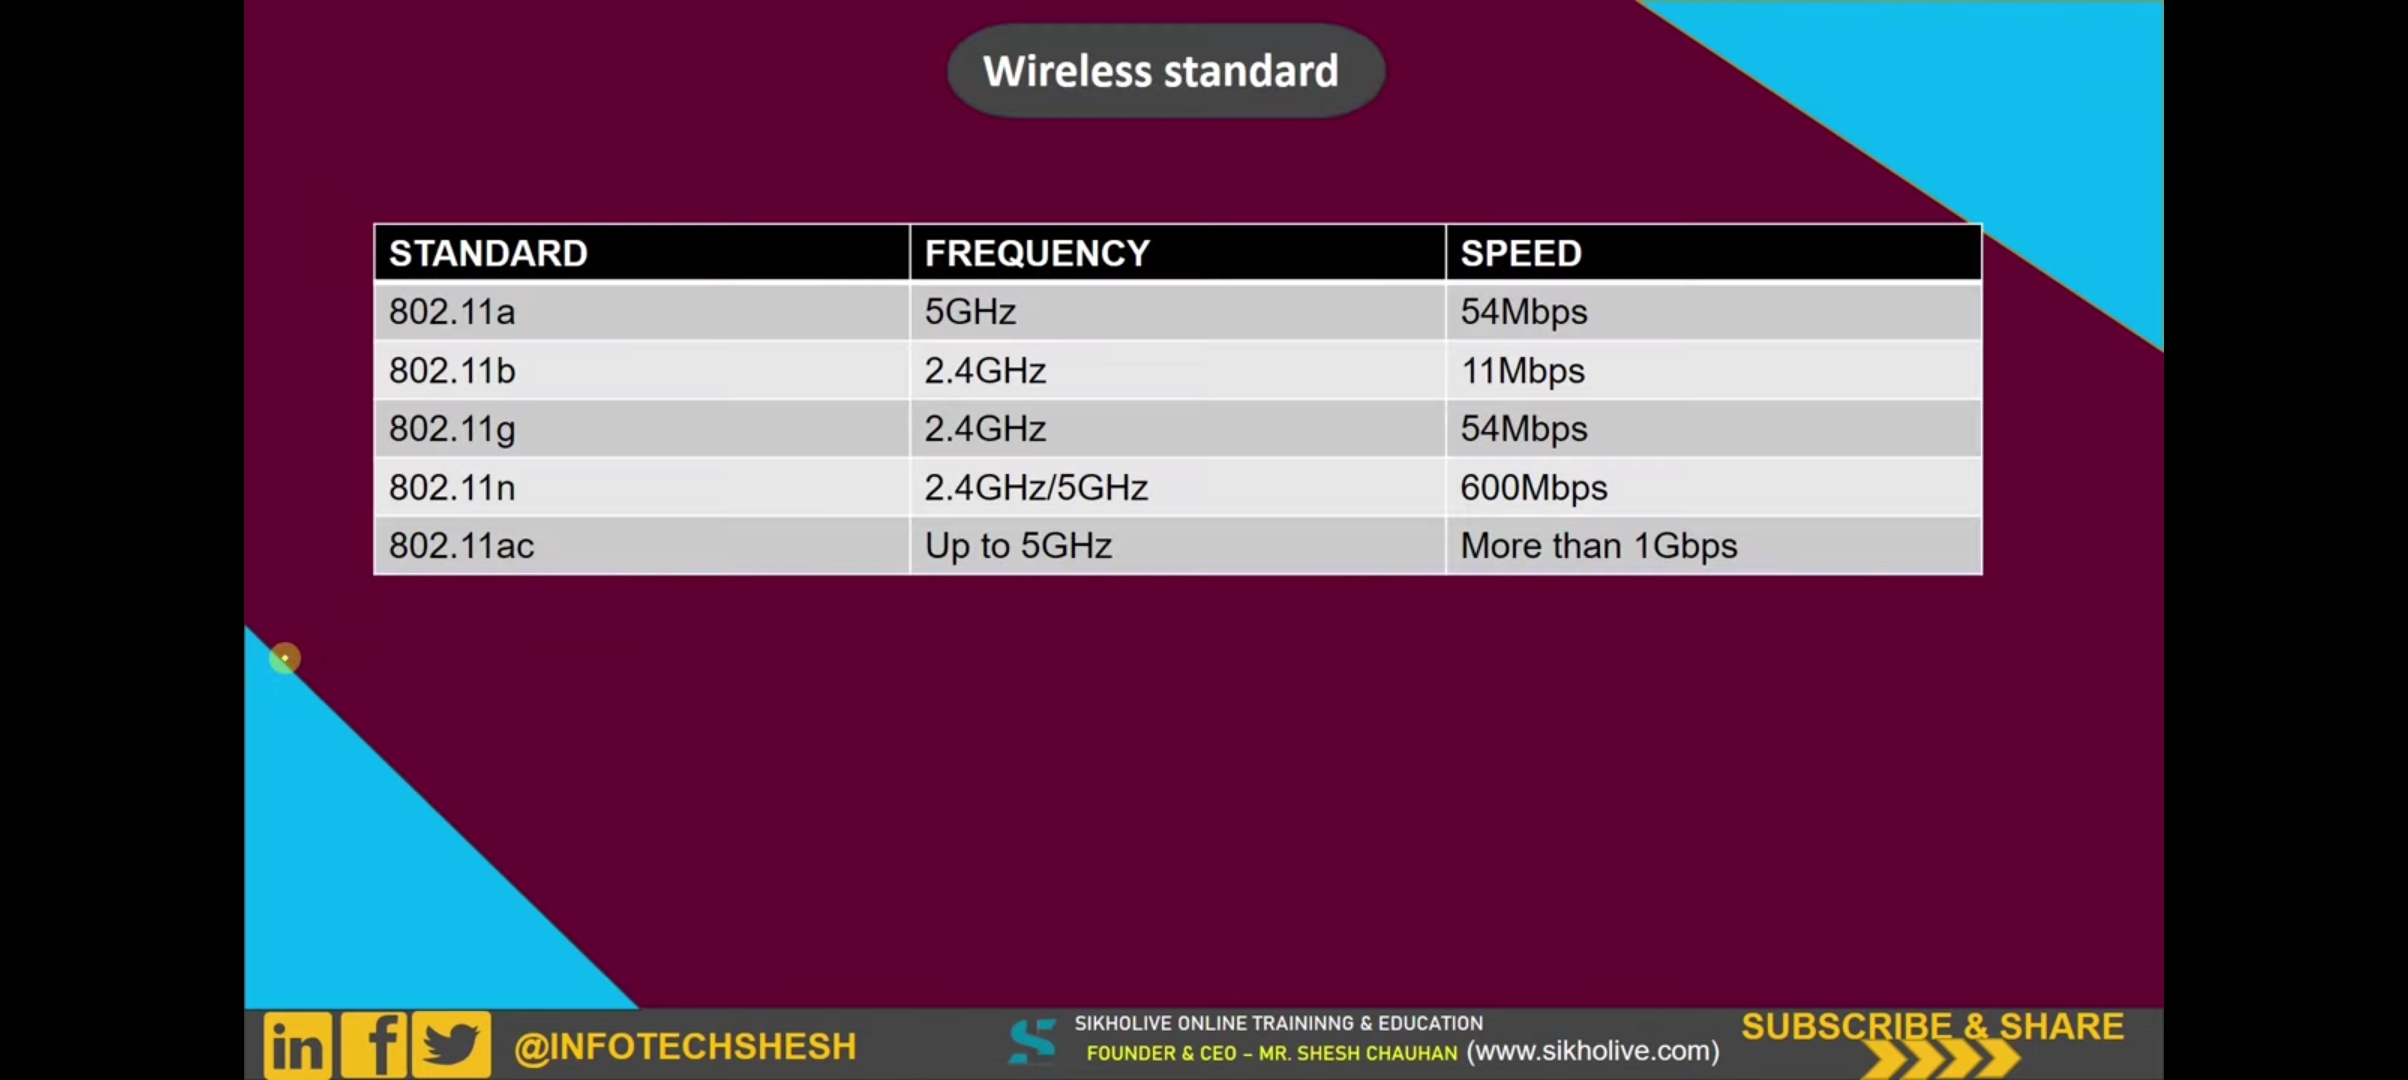 Wireless standard
STANDARD FREQUENCY SPEED
802.11a 5GHz 54Mbps
802.11b 2.4GHz 11Mbps
802.11g 2.4GHz 54Mbps
802.11n 2.4GHz/5GHz 600Mbps
802.11ac Up to 5GHz More than 1Gbps
in f @INFOTECHSHESH
SIKHOLIVE ONLINE TRAININNG & EDUCATION
FOUNDER & CEO – MR. SHESH CHAUHAN (www.sikholive.com)
SUBSCRIBE & SHARE